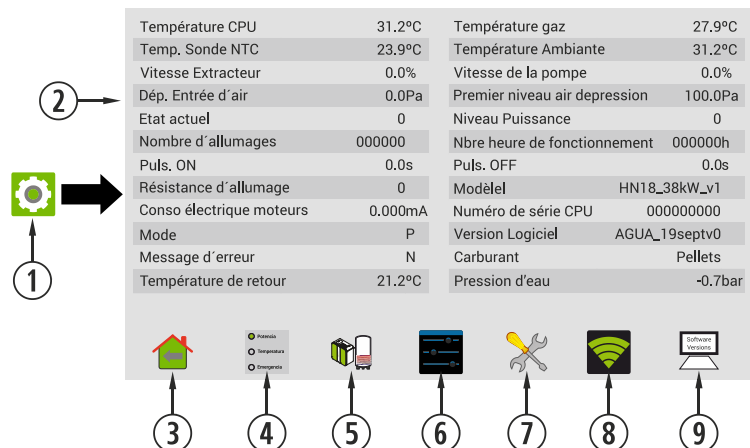 Température CPU 31.2ºC Température gaz 27.9ºC
Temp. Sonde NTC 23.9ºC Température Ambiante 31.2ºC
Vitesse Extracteur 0.0% Vitesse de la pompe 0.0%
Dép. Entrée d´air 0.0Pa Premier niveau air depression 100.0Pa
Etat actuel 0 Niveau Puissance 0
Nombre d´allumages 000000 Nbre heure de fonctionnement 000000h
Puls. ON 0.0s Puls. OFF 0.0s
Résistance d´allumage 0 Modèlel HN18_38kW_v1
Conso électrique moteurs 0.000mA Numéro de série CPU 000000000
Mode P Version Logiciel AGUA_19septv0
Message d´erreur N Carburant Pellets
Température de retour 21.2ºC Pression d’eau -0.7bar
2
1
Potencia
Temperatura
Emergencia
Software
Versions
3 4 5 6 7 8 9